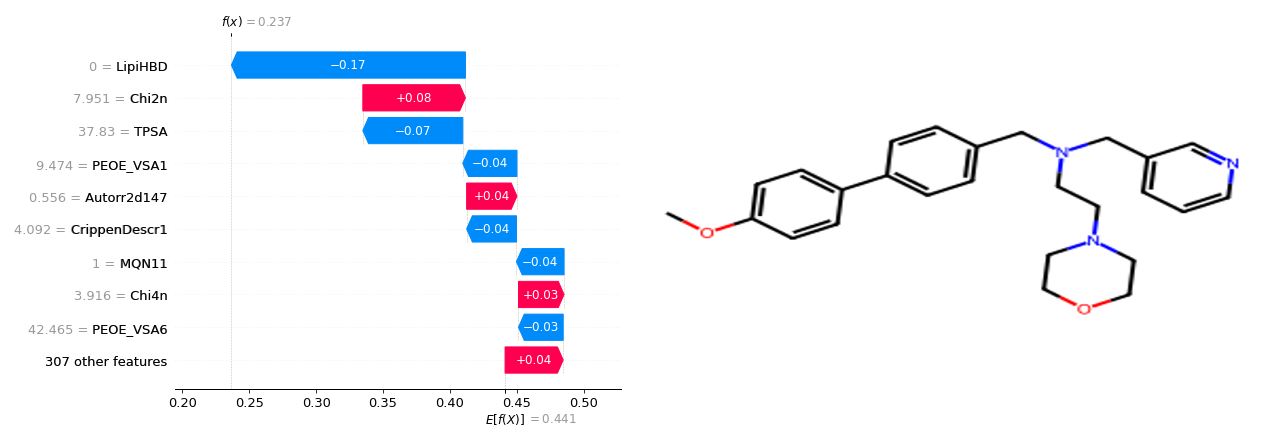 f(x) = 0.237
0 = LipiHBD −0.17
7.951 = Chi2n +0.08
37.83 = TPSA −0.07
9.474 = PEOE_VSA1 −0.04
0.556 = Autorr2d147 +0.04
4.092 = CrippenDescr1 −0.04
1 = MQN11 −0.04
3.916 = Chi4n +0.03
42.465 = PEOE_VSA6 −0.03
307 other features +0.04
0.20 0.25 0.30 0.35 0.40 0.45 0.50
E[f(X)] = 0.441
N
N
N
O
O